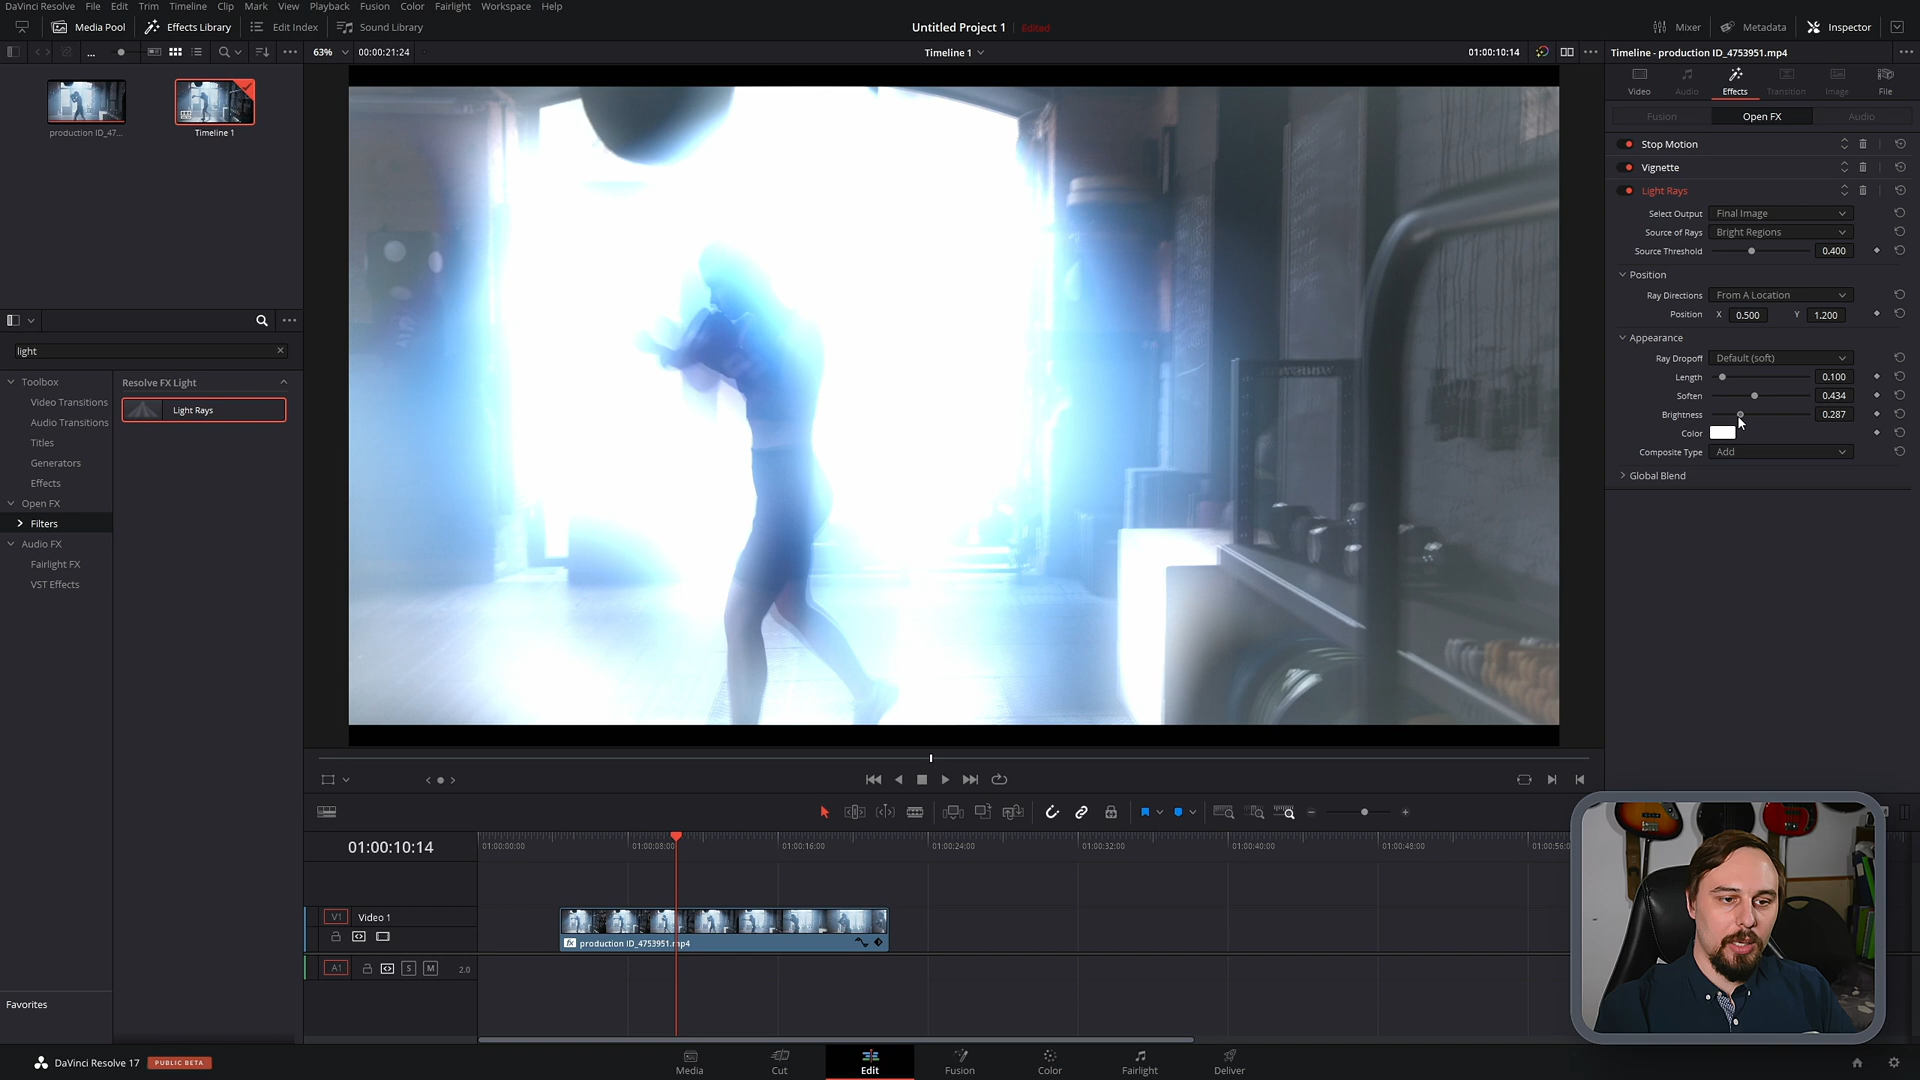 DaVinci Resolve File Edit Trim Timeline Clip Mark View Playback Fusion Color Fairlight Workspace Help
Media Pool Effects Library Edit Index Sound Library
Untitled Project 1 Edited
Mixer Metadata Inspector
63% 00:00:21:24
Timeline 1
01:00:10:14
Timeline - production ID_4753951.mp4
Video Audio Effects Transition Image File
Fusion Open FX Audio
production ID_47...
Timeline 1
Stop Motion
Vignette
Light Rays
Select Output Final Image
Source of Rays Bright Regions
Source Threshold 0.400
Position
Ray Directions From A Location
Position X 0.500 Y 1.200
Appearance
Ray Dropoff Default (soft)
Length 0.100
Soften 0.434
Brightness 0.287
Color
Composite Type Add
Global Blend
light
Toolbox
Video Transitions
Audio Transitions
Titles
Generators
Effects
Open FX
Filters
Audio FX
Fairlight FX
VST Effects
Favorites
Resolve FX Light
Light Rays
01:00:10:14
01:00:00:00 01:00:08:00 01:00:16:00 01:00:24:00 01:00:32:00 01:00:40:00 01:00:48:00 01:00:56:0
V1 Video 1
fx production ID_4753951.mp4
A1 S M 2.0
DaVinci Resolve 17 PUBLIC BETA
Media Cut Edit Fusion Color Fairlight Deliver